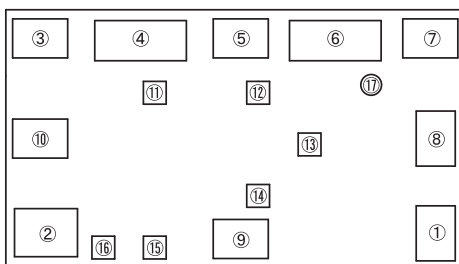 ③ ④ ⑤ ⑥ ⑦
⑪ ⑫ ⑰
⑩ ⑬ ⑧
⑭
② ⑯ ⑮ ⑨ ①